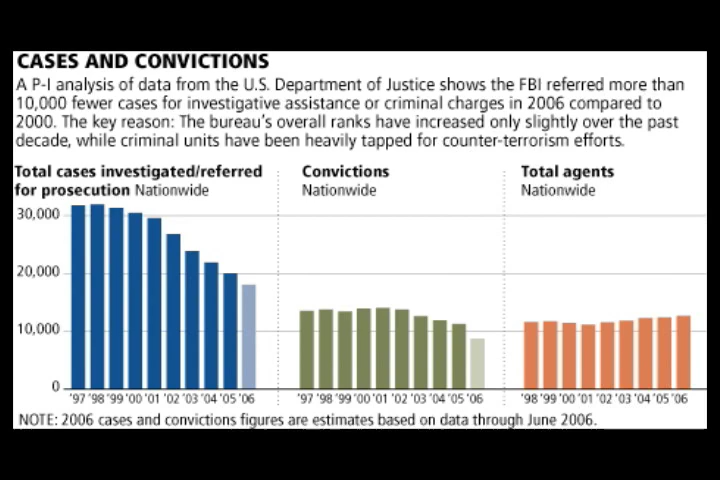 CASES AND CONVICTIONS
A P-I analysis of data from the U.S. Department of Justice shows the FBI referred more than
10,000 fewer cases for investigative assistance or criminal charges in 2006 compared to
2000. The key reason: The bureau's overall ranks have increased only slightly over the past
decade, while criminal units have been heavily tapped for counter-terrorism efforts.
Total cases investigated/referred
for prosecution Nationwide
30,000
20,000
10,000
0
'97 '98 '99 '00 '01 '02 '03 '04 '05 '06
Convictions
Nationwide
'97 '98 '99 '00 '01 '02 '03 '04 '05 '06
Total agents
Nationwide
'98 '99 '00 '01 '02 '03 '04 '05 '06
NOTE: 2006 cases and convictions figures are estimates based on data through June 2006.